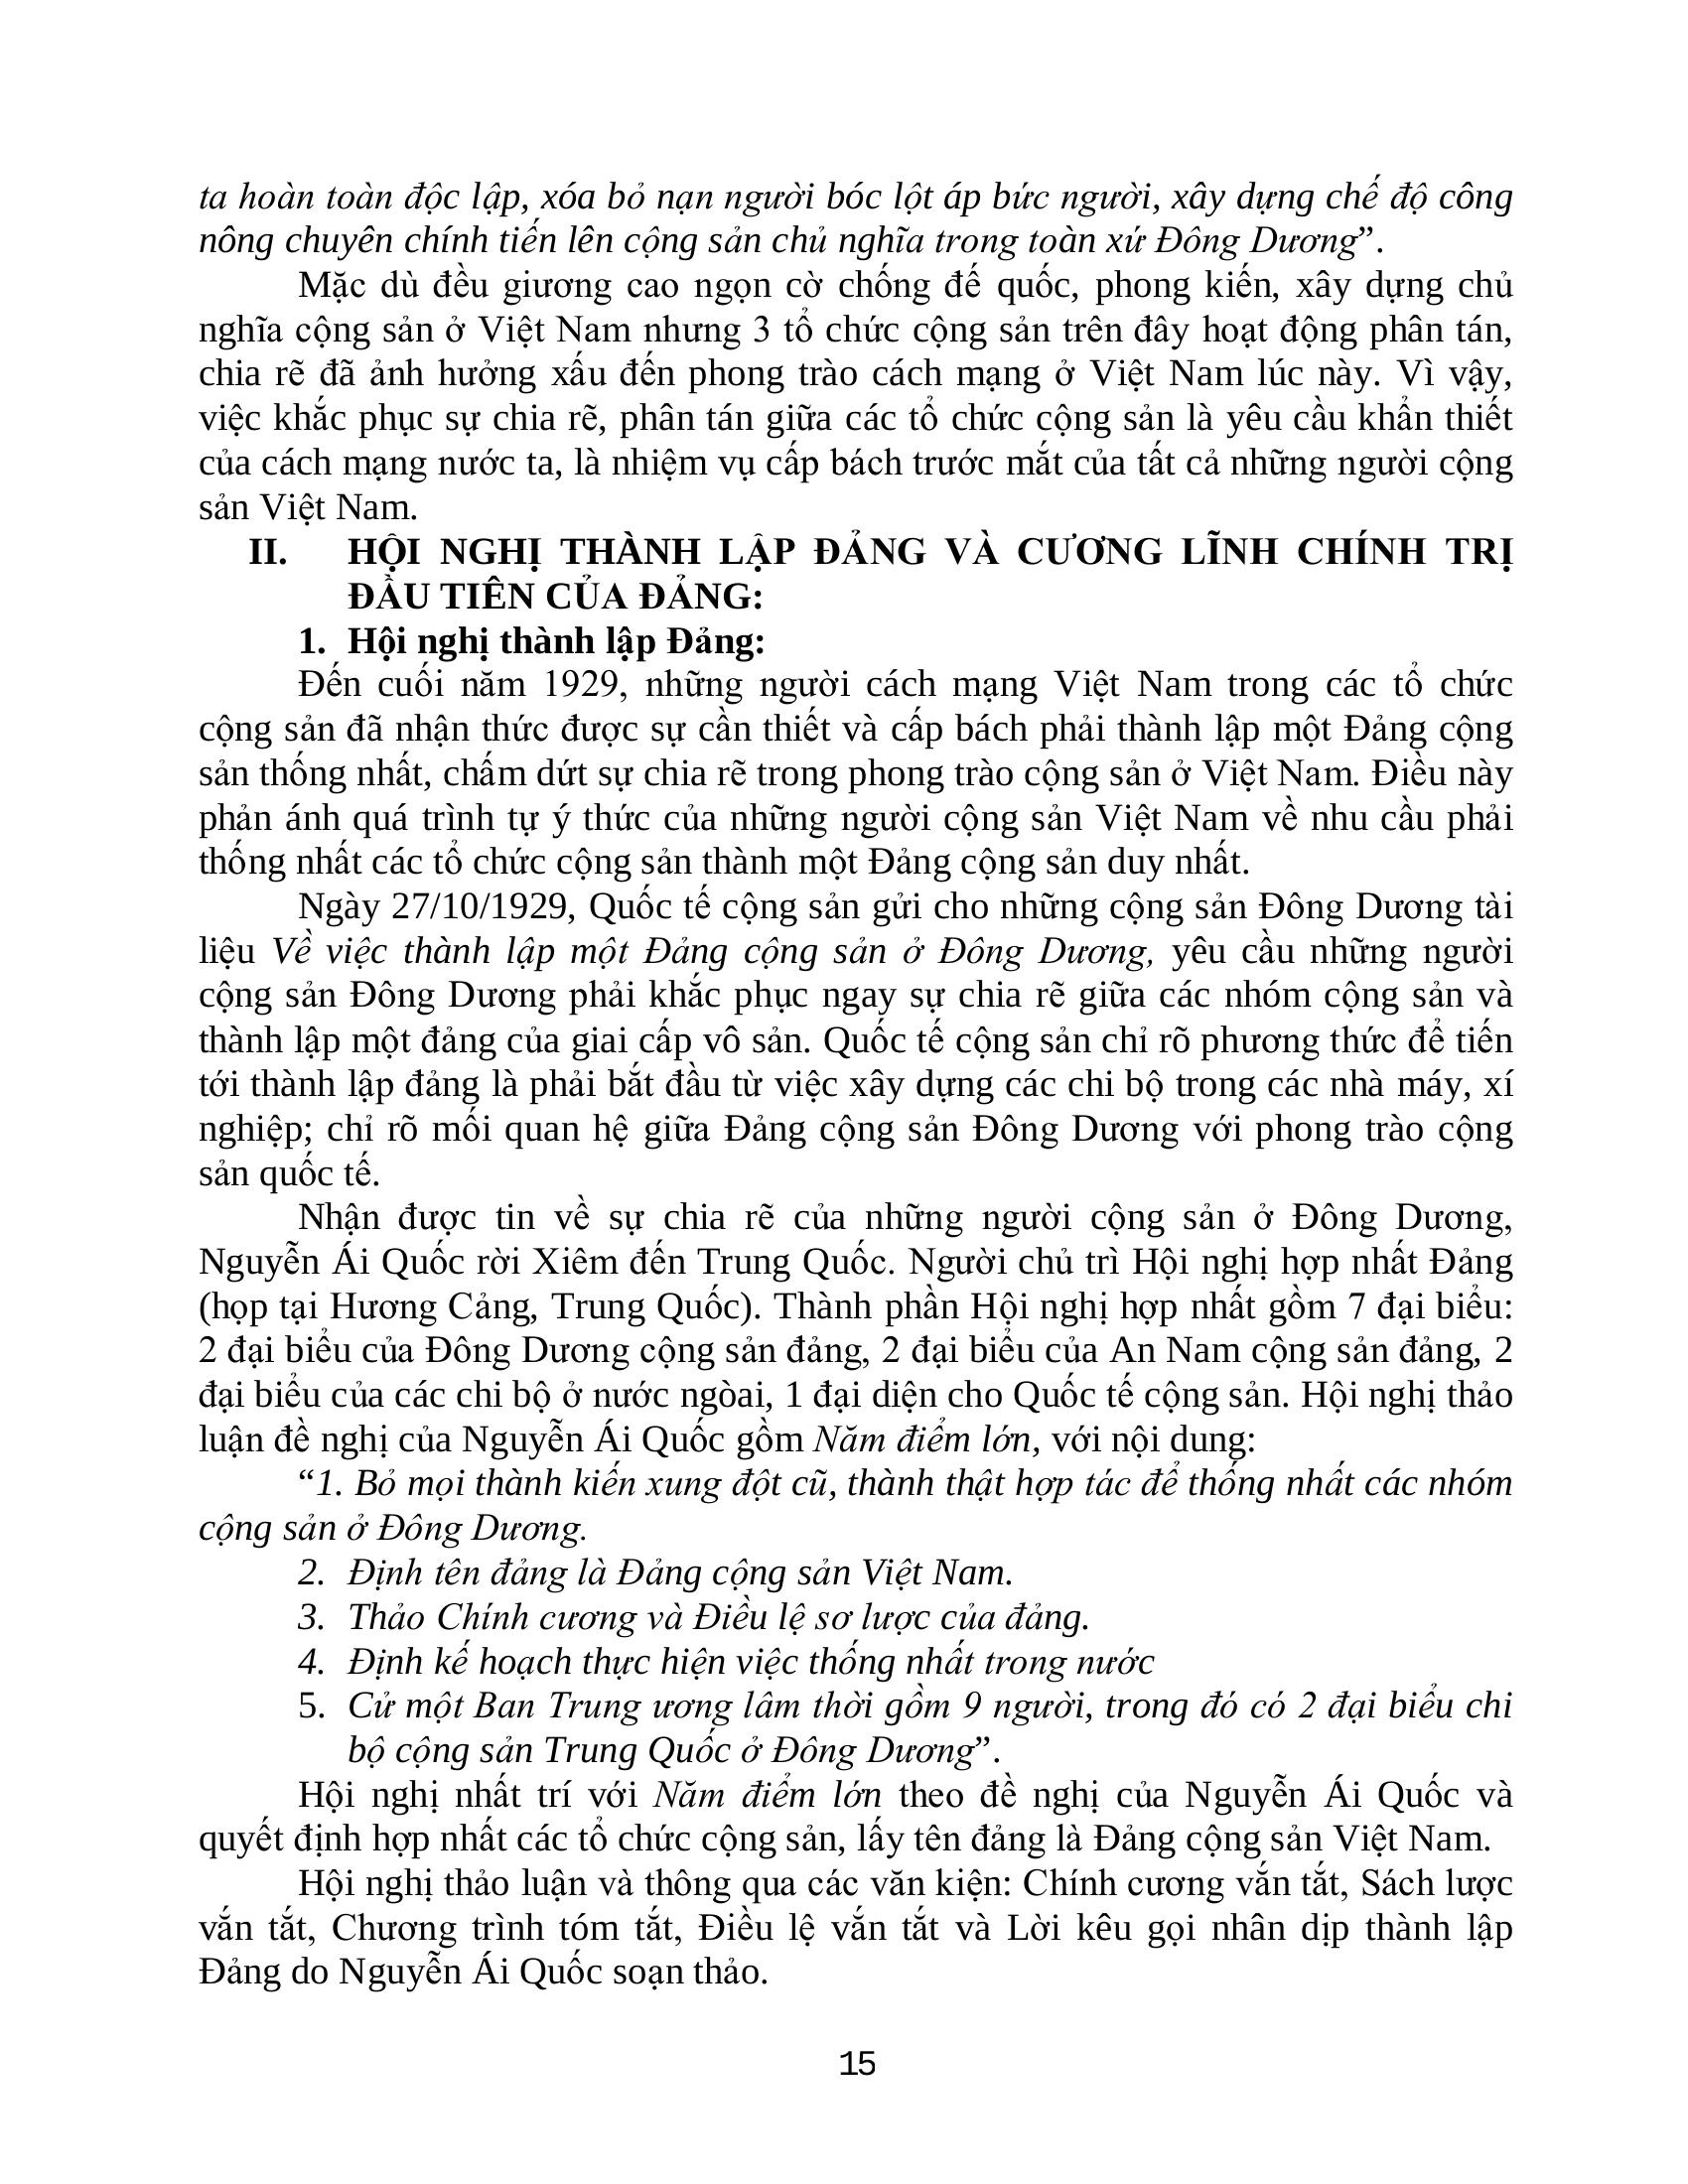 ta hoàn toàn độc lập, xóa bỏ nạn người bóc lột áp bức người, xây dựng chế độ công
nông chuyên chính tiến lên cộng sản chủ nghĩa trong toàn xứ Đông Dương”.
Mặc dù đều giương cao ngọn cờ chống đế quốc, phong kiến, xây dựng chủ
nghĩa cộng sản ở Việt Nam nhưng 3 tổ chức cộng sản trên đây hoạt động phân tán,
chia rẽ đã ảnh hưởng xấu đến phong trào cách mạng ở Việt Nam lúc này. Vì vậy,
việc khắc phục sự chia rẽ, phân tán giữa các tổ chức cộng sản là yêu cầu khẩn thiết
của cách mạng nước ta, là nhiệm vụ cấp bách trước mắt của tất cả những người cộng
sản Việt Nam.
II. HỘI NGHỊ THÀNH LẬP ĐẢNG VÀ CƯƠNG LĨNH CHÍNH TRỊ
ĐẦU TIÊN CỦA ĐẢNG:
1. Hội nghị thành lập Đảng:
Đến cuối năm 1929, những người cách mạng Việt Nam trong các tổ chức
cộng sản đã nhận thức được sự cần thiết và cấp bách phải thành lập một Đảng cộng
sản thống nhất, chấm dứt sự chia rẽ trong phong trào cộng sản ở Việt Nam. Điều này
phản ánh quá trình tự ý thức của những người cộng sản Việt Nam về nhu cầu phải
thống nhất các tổ chức cộng sản thành một Đảng cộng sản duy nhất.
Ngày 27/10/1929, Quốc tế cộng sản gửi cho những cộng sản Đông Dương tài
liệu Về việc thành lập một Đảng cộng sản ở Đông Dương, yêu cầu những người
cộng sản Đông Dương phải khắc phục ngay sự chia rẽ giữa các nhóm cộng sản và
thành lập một đảng của giai cấp vô sản. Quốc tế cộng sản chỉ rõ phương thức để tiến
tới thành lập đảng là phải bắt đầu từ việc xây dựng các chi bộ trong các nhà máy, xí
nghiệp; chỉ rõ mối quan hệ giữa Đảng cộng sản Đông Dương với phong trào cộng
sản quốc tế.
Nhận được tin về sự chia rẽ của những người cộng sản ở Đông Dương,
Nguyễn Ái Quốc rời Xiêm đến Trung Quốc. Người chủ trì Hội nghị hợp nhất Đảng
(họp tại Hương Cảng, Trung Quốc). Thành phần Hội nghị hợp nhất gồm 7 đại biểu:
2 đại biểu của Đông Dương cộng sản đảng, 2 đại biểu của An Nam cộng sản đảng, 2
đại biểu của các chi bộ ở nước ngòai, 1 đại diện cho Quốc tế cộng sản. Hội nghị thảo
luận đề nghị của Nguyễn Ái Quốc gồm Năm điểm lớn, với nội dung:
“1. Bỏ mọi thành kiến xung đột cũ, thành thật hợp tác để thống nhất các nhóm
cộng sản ở Đông Dương.
2. Định tên đảng là Đảng cộng sản Việt Nam.
3. Thảo Chính cương và Điều lệ sơ lược của đảng.
4. Định kế hoạch thực hiện việc thống nhất trong nước
5. Cử một Ban Trung ương lâm thời gồm 9 người, trong đó có 2 đại biểu chi
bộ cộng sản Trung Quốc ở Đông Dương”.
Hội nghị nhất trí với Năm điểm lớn theo đề nghị của Nguyễn Ái Quốc và
quyết định hợp nhất các tổ chức cộng sản, lấy tên đảng là Đảng cộng sản Việt Nam.
Hội nghị thảo luận và thông qua các văn kiện: Chính cương vắn tắt, Sách lược
vắn tắt, Chương trình tóm tắt, Điều lệ vắn tắt và Lời kêu gọi nhân dịp thành lập
Đảng do Nguyễn Ái Quốc soạn thảo.
15